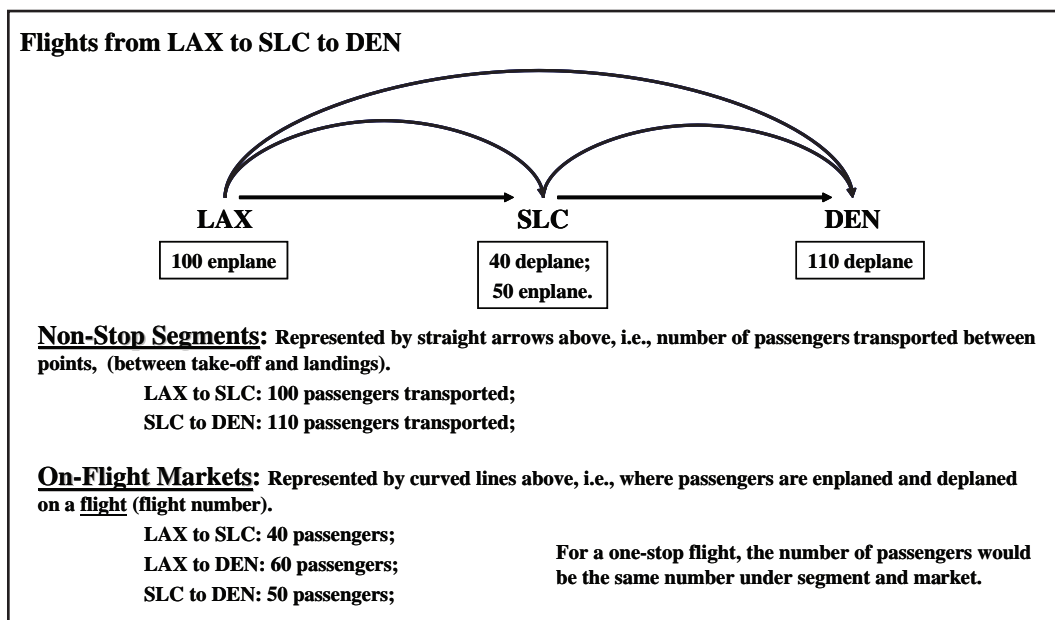 Flights from LAX to SLC to DEN
LAX
SLC
DEN
100 enplane
40 deplane;
50 enplane.
110 deplane
Non-Stop Segments: Represented by straight arrows above, i.e., number of passengers transported between
points, (between take-off and landings).
LAX to SLC: 100 passengers transported;
SLC to DEN: 110 passengers transported;
On-Flight Markets: Represented by curved lines above, i.e., where passengers are enplaned and deplaned
on a flight (flight number).
LAX to SLC: 40 passengers;
LAX to DEN: 60 passengers;
SLC to DEN: 50 passengers;
For a one-stop flight, the number of passengers would
be the same number under segment and market.